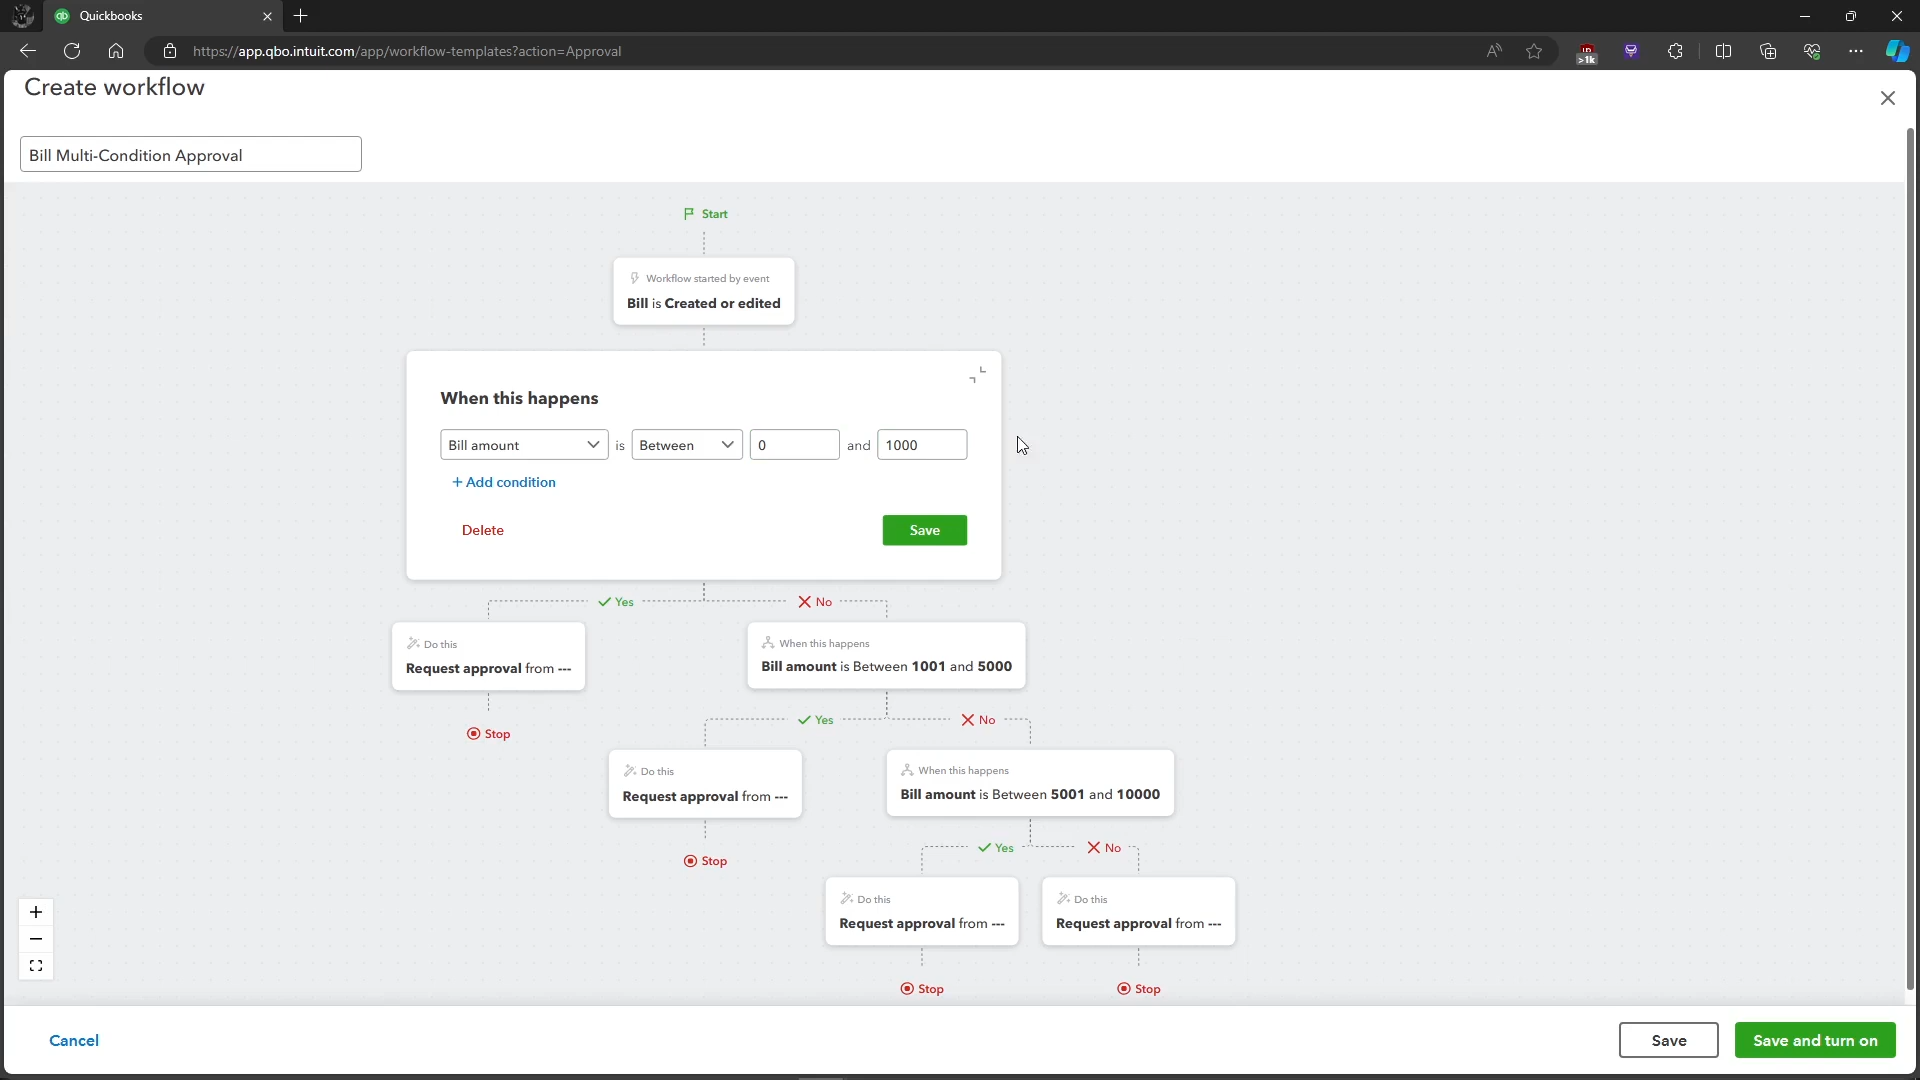 Quickbooks
https://app.qbo.intuit.com/app/workflow-templates?action=Approval
>1k
Create workflow
Bill Multi-Condition Approval
Start
Workflow started by event
Bill is Created or edited
When this happens
Bill amount is Between 0 and 1000
+ Add condition
Delete Save
Yes No
Do this
Request approval from ---
When this happens
Bill amount is Between 1001 and 5000
Stop
Yes No
Do this
Request approval from ---
When this happens
Bill amount is Between 5001 and 10000
Stop
Yes No
Do this
Request approval from ---
Do this
Request approval from ---
Stop Stop
Cancel Save Save and turn on